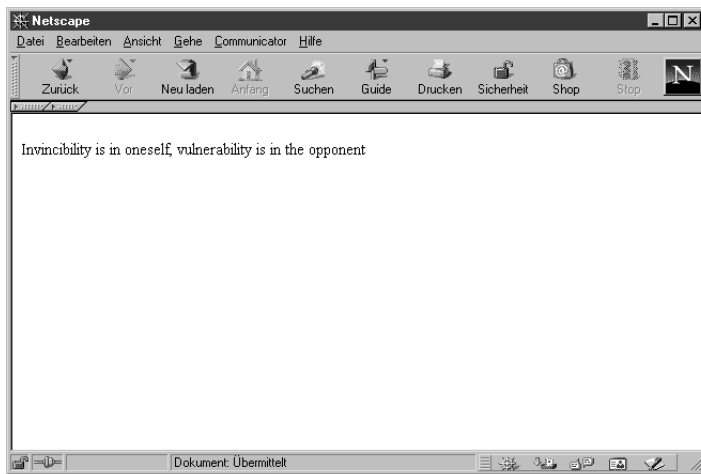 Netscape
Datei Bearbeiten Ansicht Gehe Communicator Hilfe
Zurück Vor Neu laden Anfang Suchen Guide Drucken Sicherheit Shop Stop
N
Invincibility is in oneself, vulnerability is in the opponent
Dokument: Übermittelt